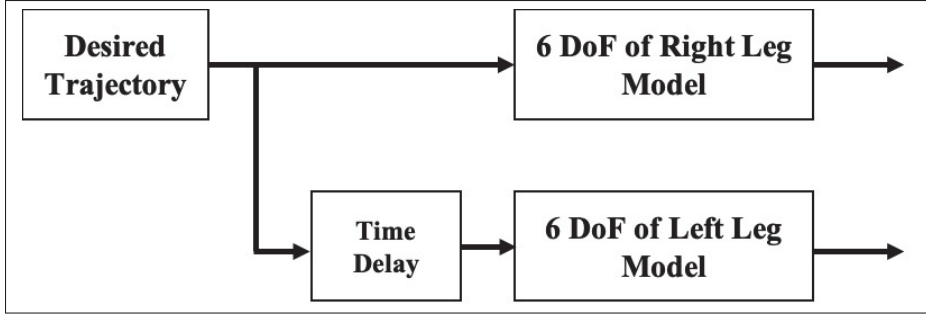 Desired
Trajectory
6 DoF of Right Leg
Model
Time
Delay
6 DoF of Left Leg
Model